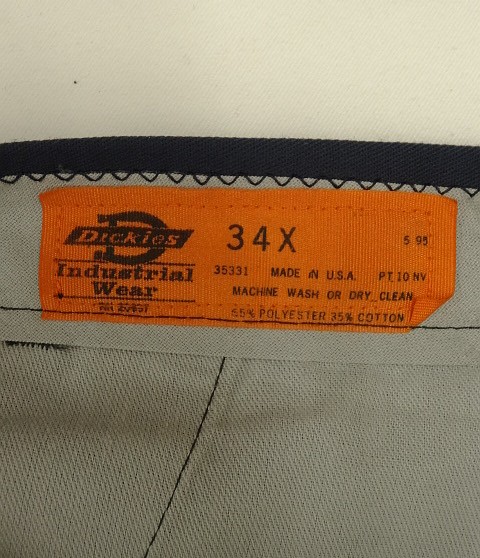 Dickies
Industrial
Wear
34X
5 95
35331 MADE IN U.S.A. PT 10 NV
MACHINE WASH OR DRY CLEAN
65% POLYESTER 35% COTTON